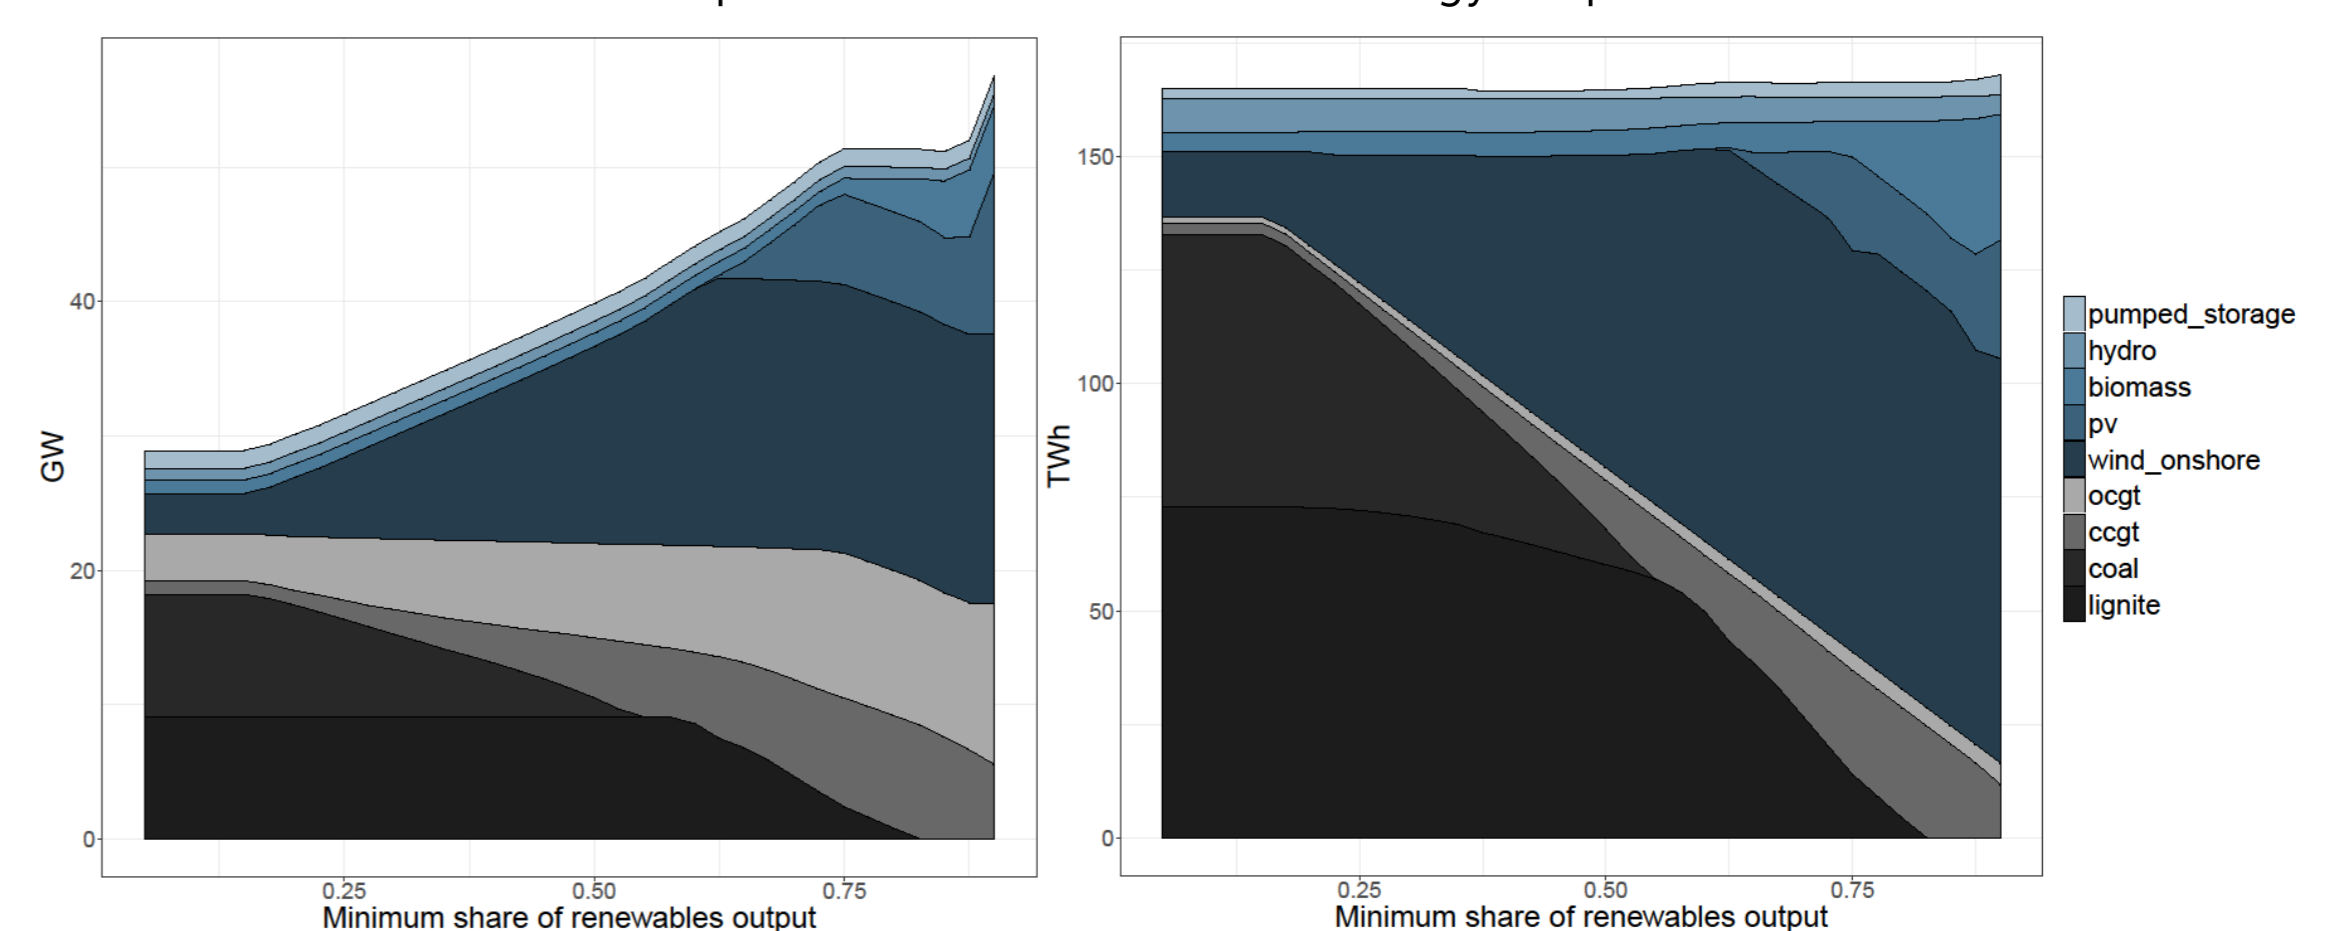 GW
40
20
0
0.25 0.50 0.75
Minimum share of renewables output
TWh
150
100
50
0
0.25 0.50 0.75
Minimum share of renewables output
pumped_storage
hydro
biomass
pv
wind_onshore
ocgt
ccgt
coal
lignite